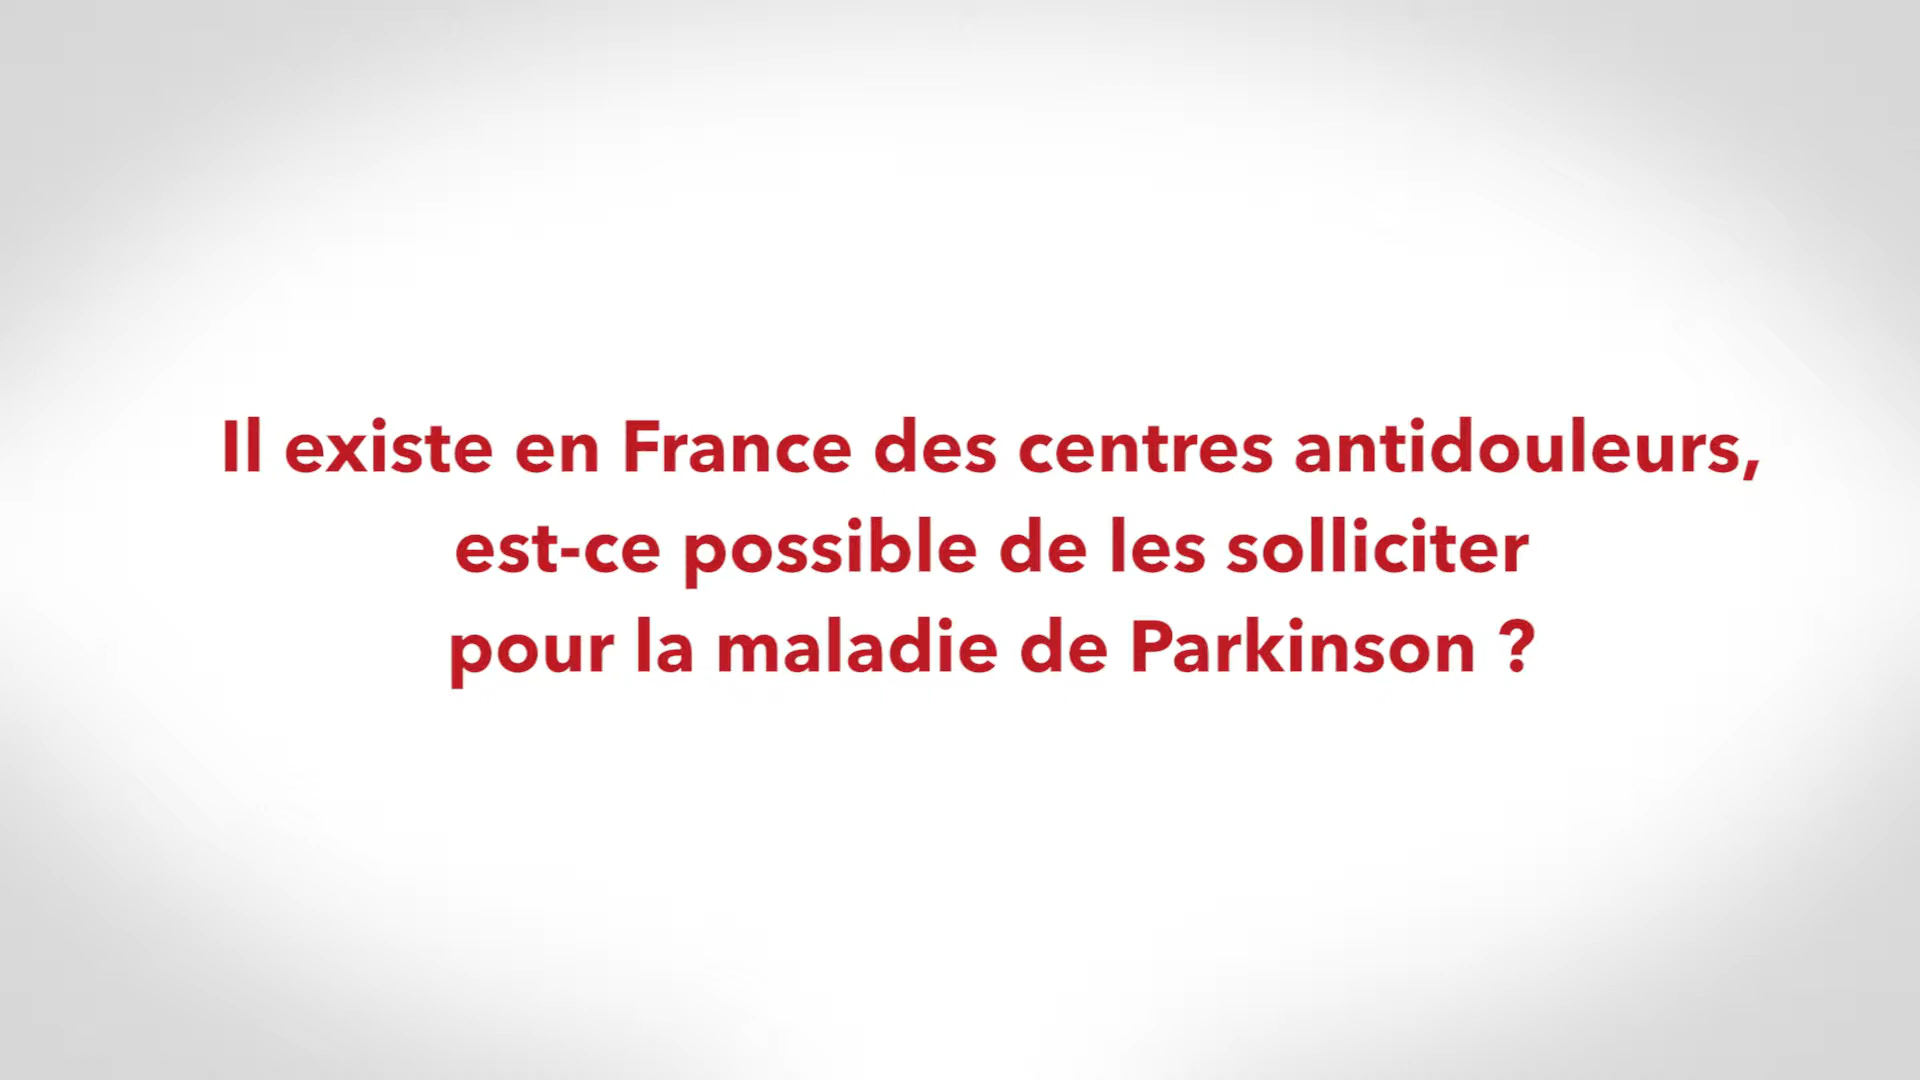 Il existe en France des centres antidouleurs,
est-ce possible de les solliciter
pour la maladie de Parkinson ?